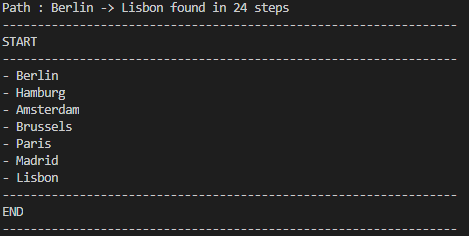 Path : Berlin -> Lisbon found in 24 steps
-----------------------------------------------------------------
START
-----------------------------------------------------------------
- Berlin
- Hamburg
- Amsterdam
- Brussels
- Paris
- Madrid
- Lisbon
-----------------------------------------------------------------
END
-----------------------------------------------------------------